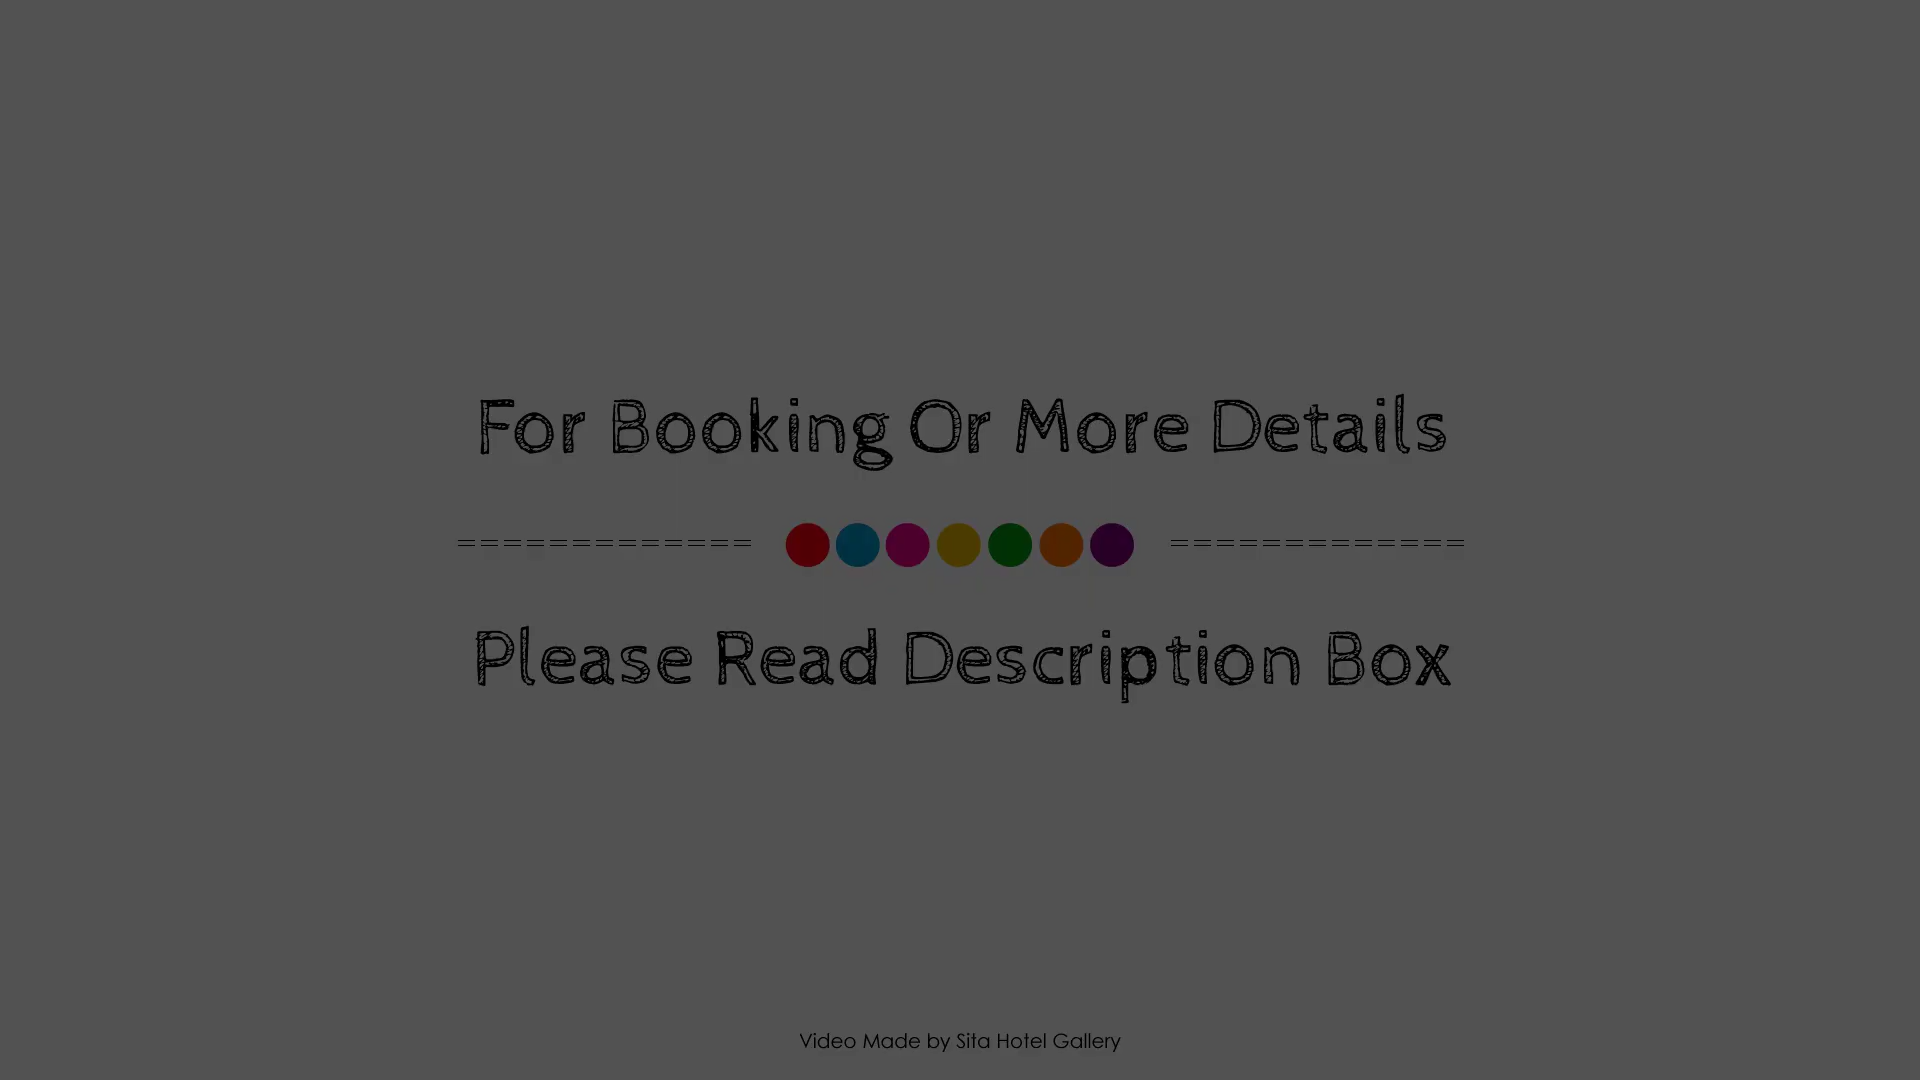 For Booking Or More Details
============= =============
Please Read Description Box
Video Made by Sita Hotel Gallery